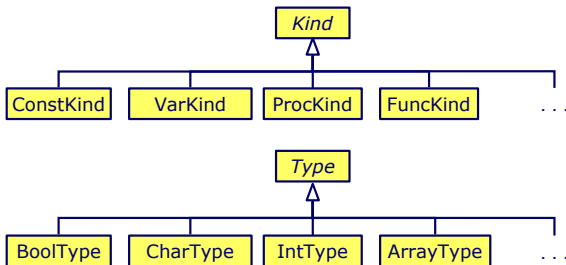 Kind
ConstKind VarKind ProcKind FuncKind . . .
Type
BoolType CharType IntType ArrayType . . .